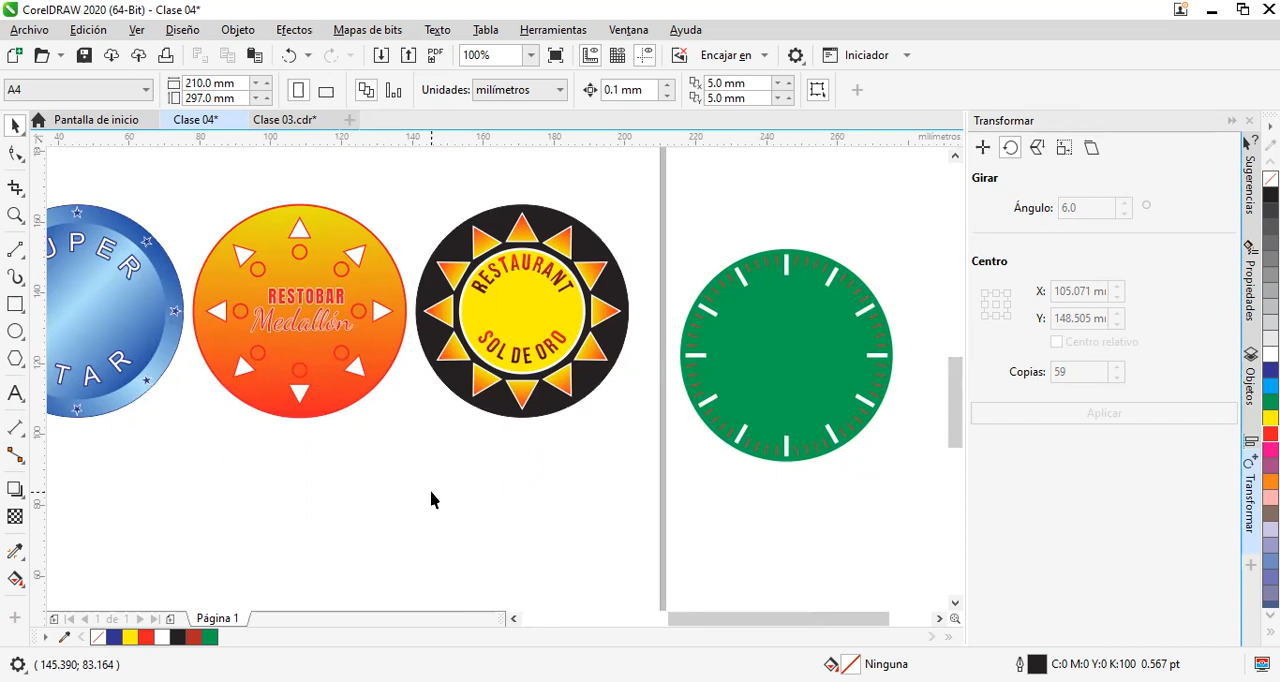 CorelDRAW 2020 (64-Bit) - Clase 04*
Archivo Edición Ver Diseño Objeto Efectos Mapas de bits Texto Tabla Herramientas Ventana Ayuda
PDF 100% Encajar en Iniciador
A4 210.0 mm 297.0 mm Unidades: milímetros 0.1 mm 5.0 mm 5.0 mm
Pantalla de inicio Clase 04* Clase 03.cdr*
40 60 80 100 120 140 160 180 200 220 240 260 milímetros
UPER
TAR
RESTOBAR
Medallón
RESTAURANT
SOL DE ORO
Transformar
Girar
Ángulo: 6.0
Centro
X: 105.071 mi
Y: 148.505 mi
Centro relativo
Copias: 59
Aplicar
Sugerencias
Propiedades
Objetos
Transformar
1 de 1 Página 1
( 145.390; 83.164 ) Ninguna C:0 M:0 Y:0 K:100 0.567 pt